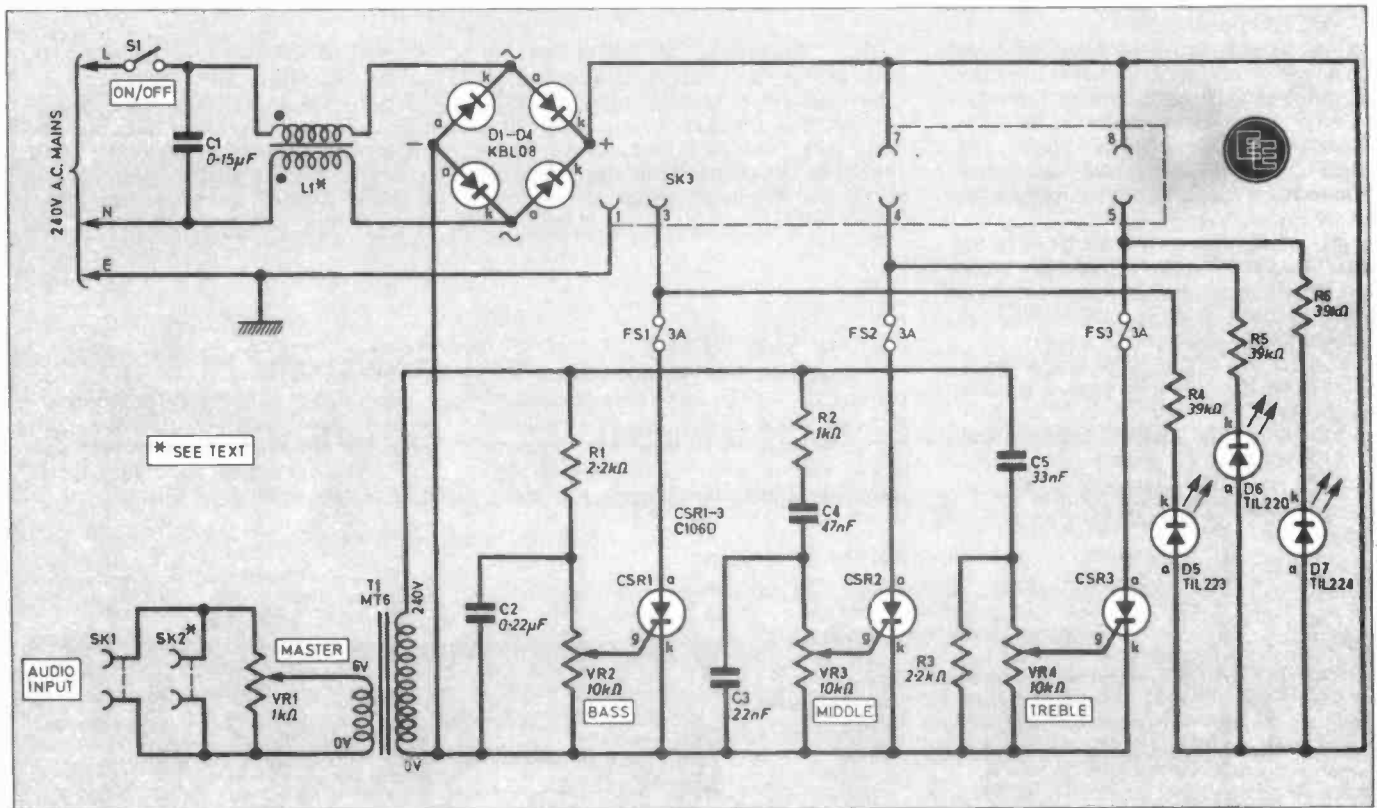 S1
L
ON/OFF
C1
0·15µF
L1*
240V A.C. MAINS
N
E
~
k
a
a
k
D1–D4
KBL08
−
+
a
k
k
a
~
SK3
1
3
7
8
4
5
EE
FS1
3A
FS2
3A
FS3
3A
R4
39kΩ
R5
39kΩ
R6
39kΩ
* SEE TEXT
R1
2·2kΩ
R2
1kΩ
C4
47nF
C5
33nF
CSR1–3
C106D
k
D6
a
TIL220
k
D5
a
TIL223
k
D7
a
TIL224
T1
MT6
240V
C2
0·22µF
CSR1
a
g
k
CSR2
a
g
k
CSR3
a
g
k
AUDIO
INPUT
SK1
SK2*
MASTER
VR1
1kΩ
6V
0V
0V
VR2
10kΩ
BASS
C3
22nF
VR3
10kΩ
MIDDLE
R3
2·2kΩ
VR4
10kΩ
TREBLE